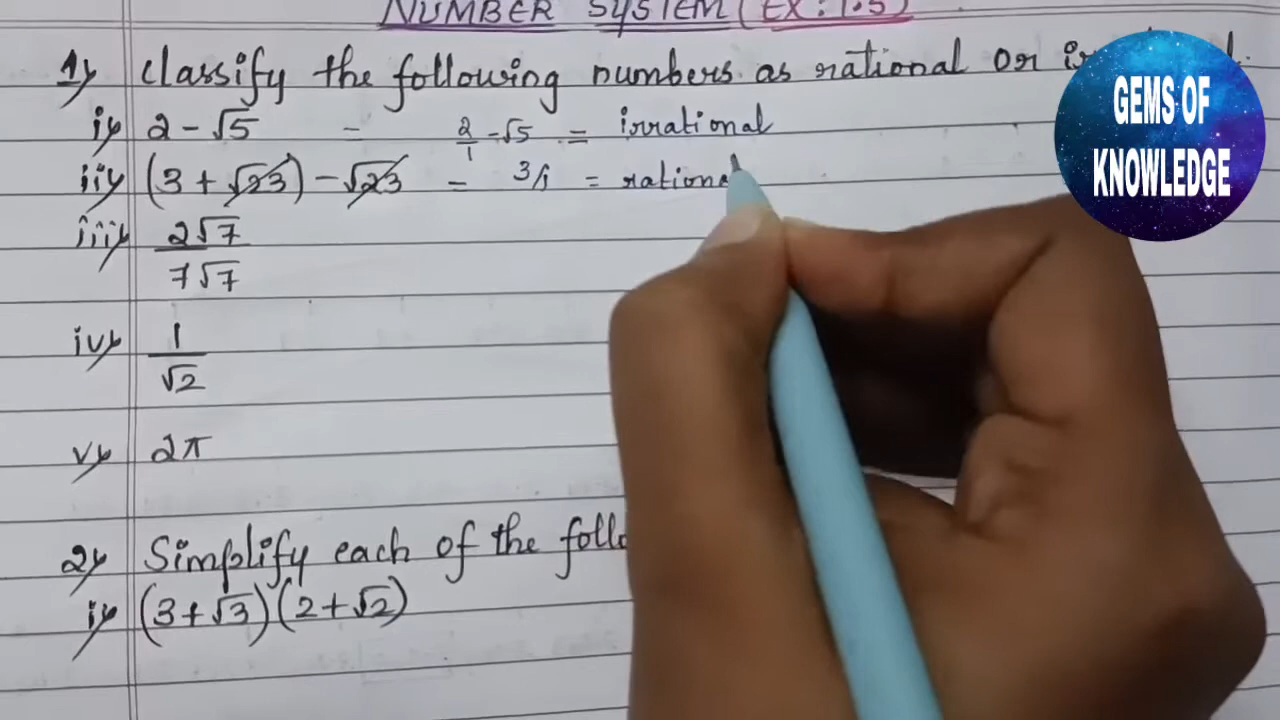 NUMBER SYSTEM (EX: 1.5)
1) Classify the following numbers as rational or
i) 2 - √5 - 2/1 - √5 = irrational
ii) (3 + √23) - √23 - 3/1 = rational
iii) 2√7 / 7√7
iv) 1 / √2
v) 2π
2) Simplify each of the
i) (3+√3)(2+√2)
GEMS OF
KNOWLEDGE